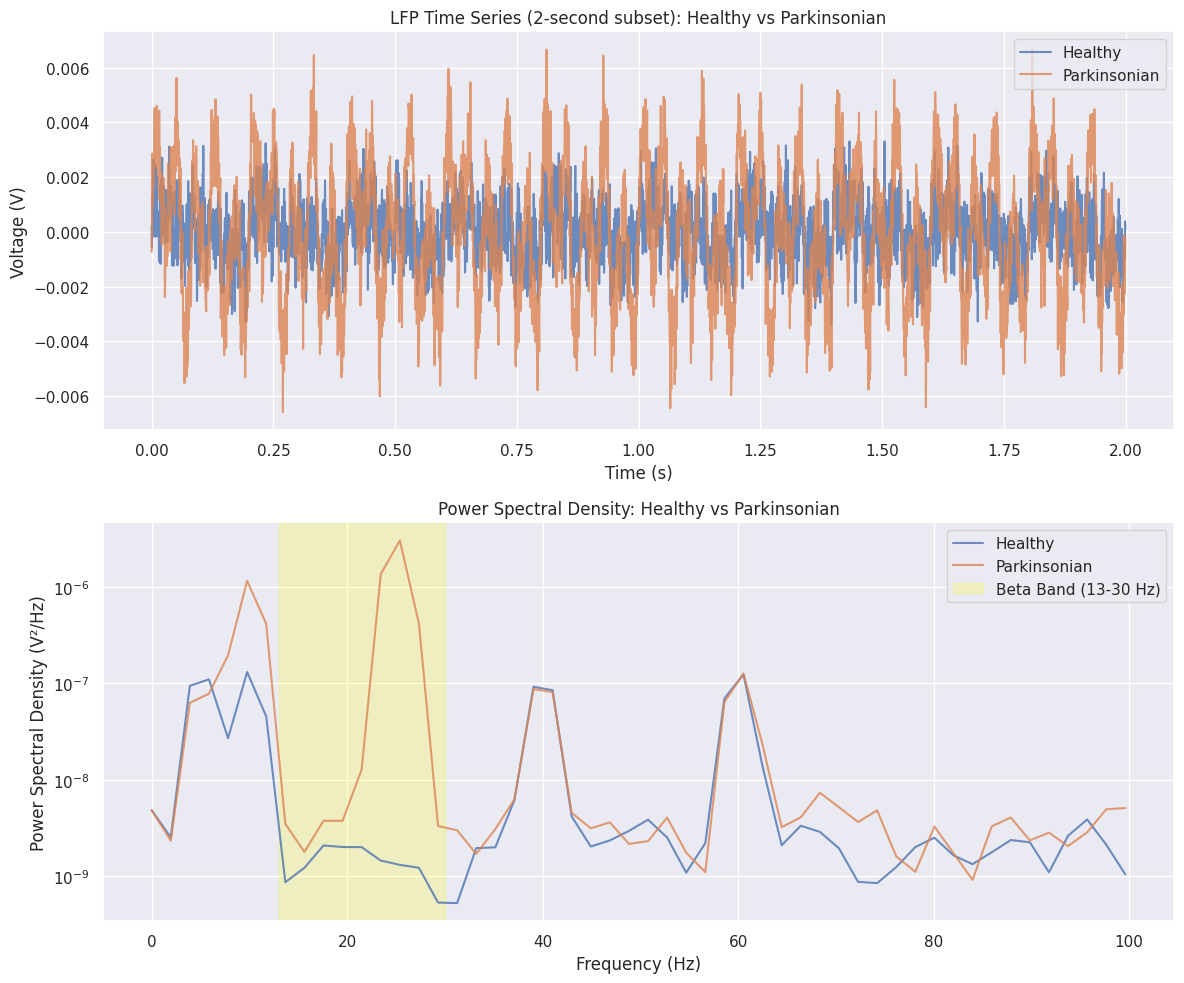 LFP Time Series (2-second subset): Healthy vs Parkinsonian
Healthy
Parkinsonian
0.006
0.004
0.002
0.000
−0.002
−0.004
−0.006
Voltage (V)
0.00 0.25 0.50 0.75 1.00 1.25 1.50 1.75 2.00
Time (s)
Power Spectral Density: Healthy vs Parkinsonian
Healthy
Parkinsonian
Beta Band (13-30 Hz)
10⁻⁶
10⁻⁷
10⁻⁸
10⁻⁹
Power Spectral Density (V²/Hz)
0 20 40 60 80 100
Frequency (Hz)